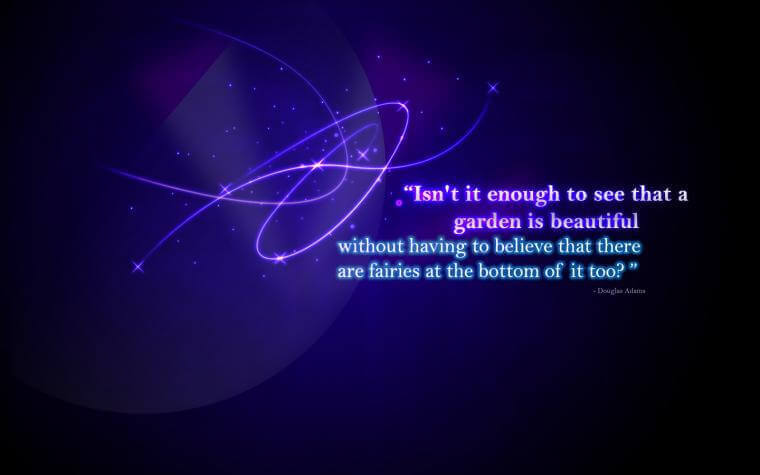 “Isn't it enough to see that a
garden is beautiful
without having to believe that there
are fairies at the bottom of it too? ”
- Douglas Adams